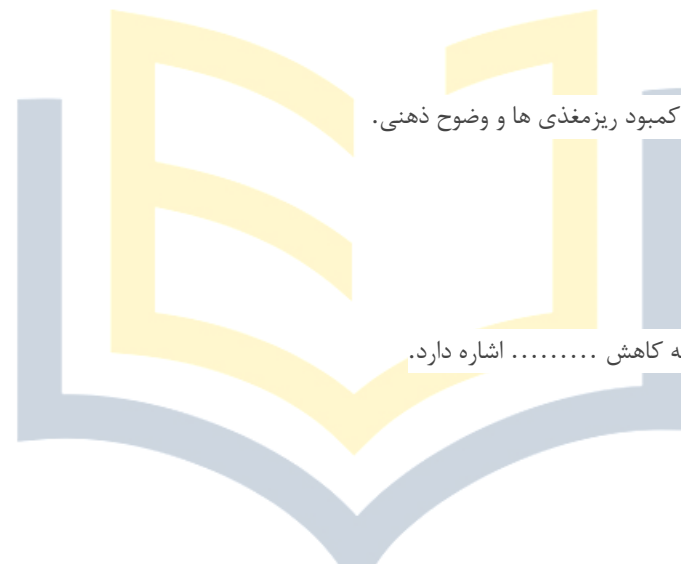 کمبود ریزمغذی ها و وضوح ذهنی.
کاهش ......... اشاره دارد.